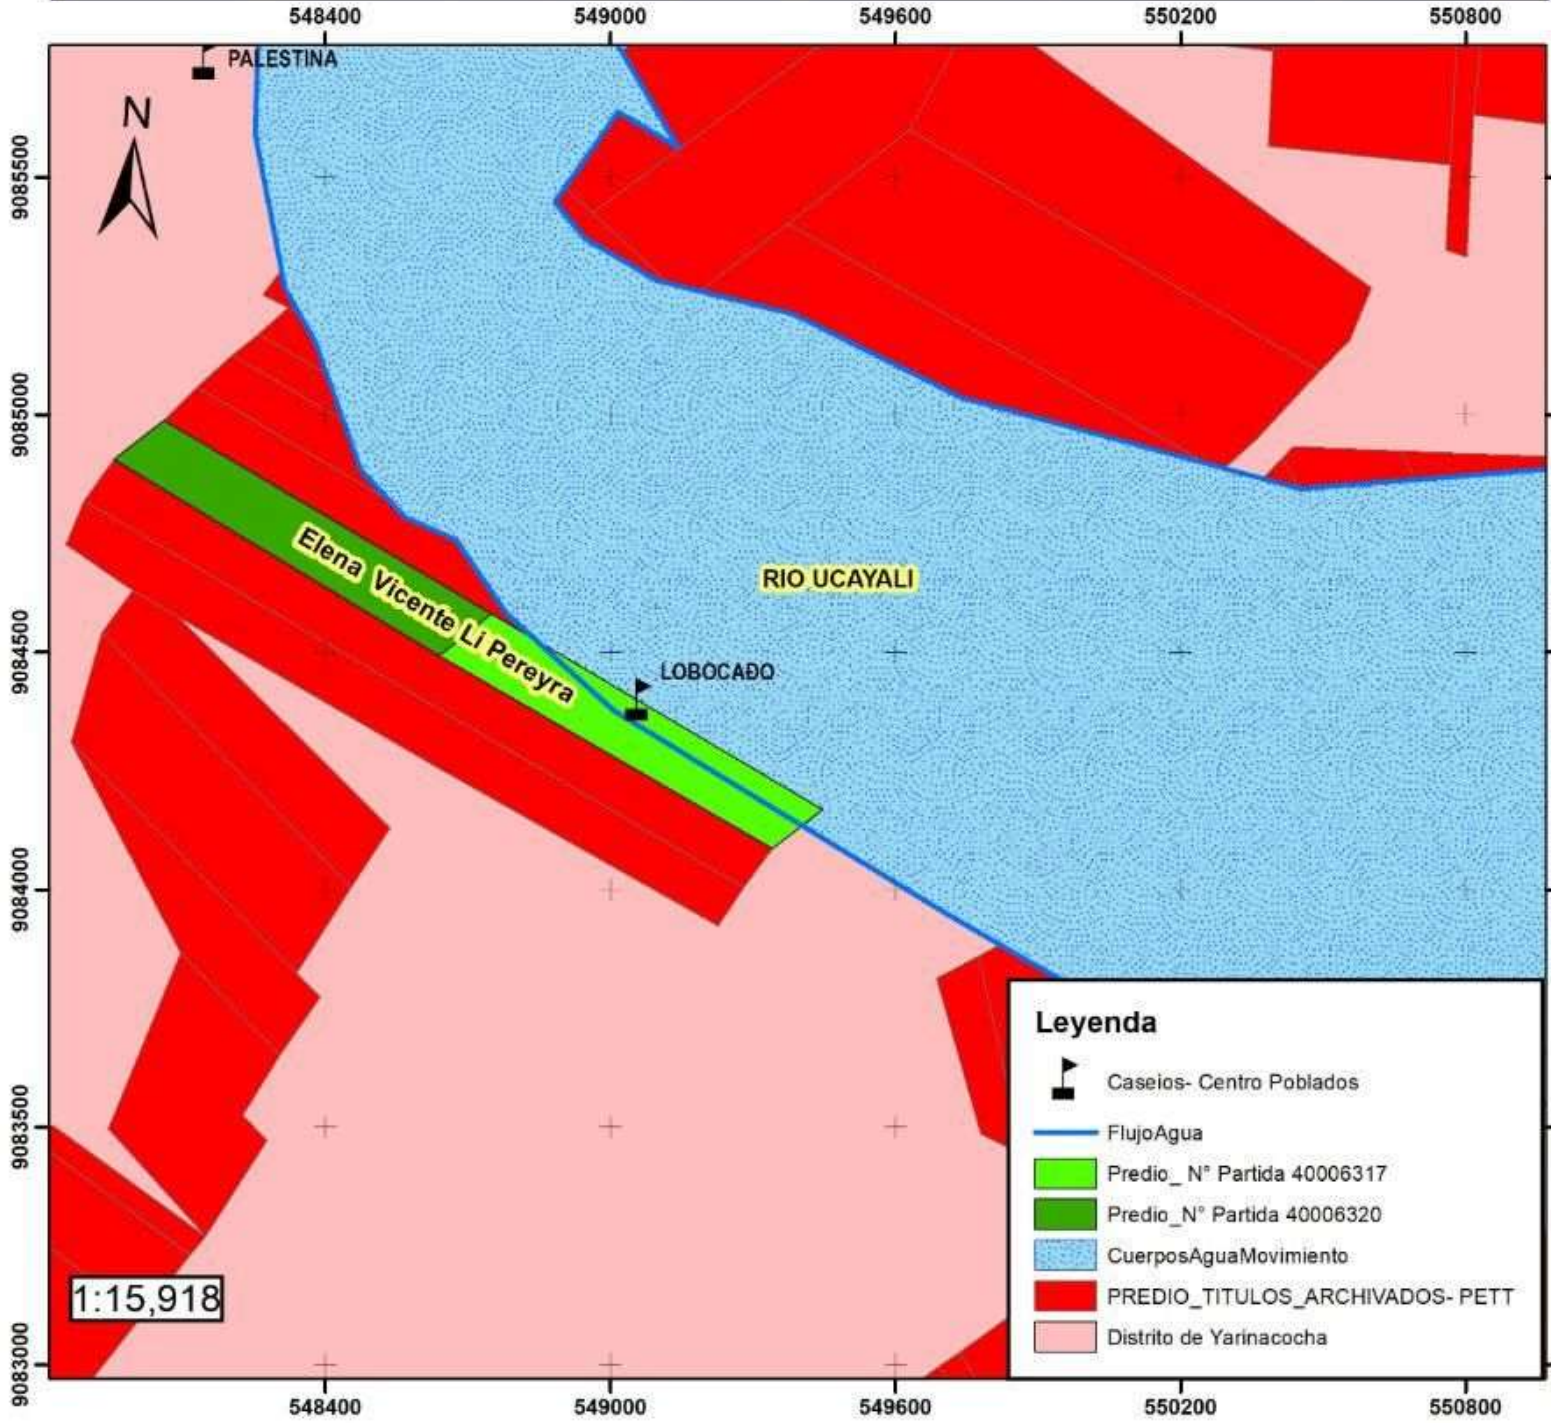 548400 549000 549600 550200 550800
PALESTINA
N
9085500
9085000
Elena Vicente Li Pereyra
RIO UCAYALI
9084500
LOBOCAÐO
9084000
Leyenda
Caseios- Centro Poblados
FlujoAgua
9083500
Predio_ N° Partida 40006317
Predio_N° Partida 40006320
CuerposAguaMovimiento
1:15,918
PREDIO_TITULOS_ARCHIVADOS- PETT
Distrito de Yarinacocha
9083000
548400 549000 549600 550200 550800